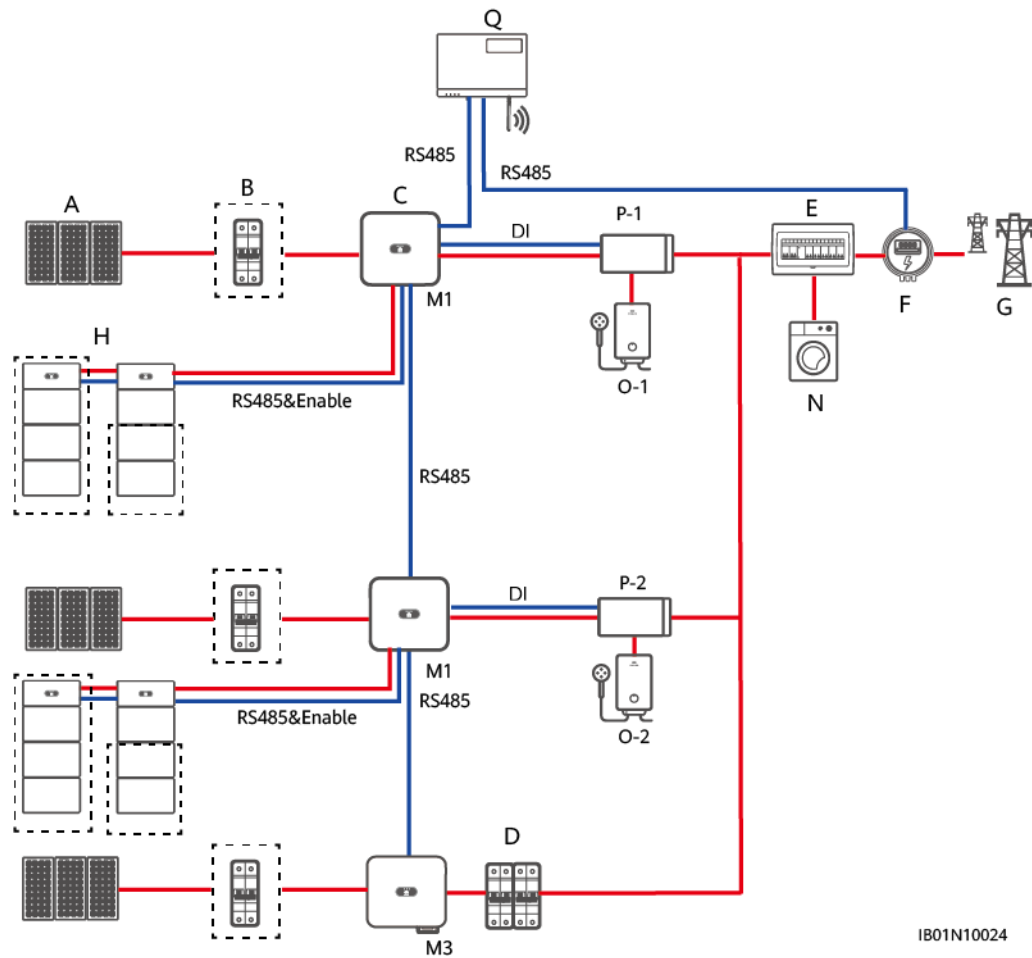 Q
RS485
RS485
A
B
C
P-1
E
DI
M1
F
G
H
O-1
N
RS485&Enable
RS485
P-2
DI
M1
RS485&Enable
RS485
O-2
D
M3
IB01N10024